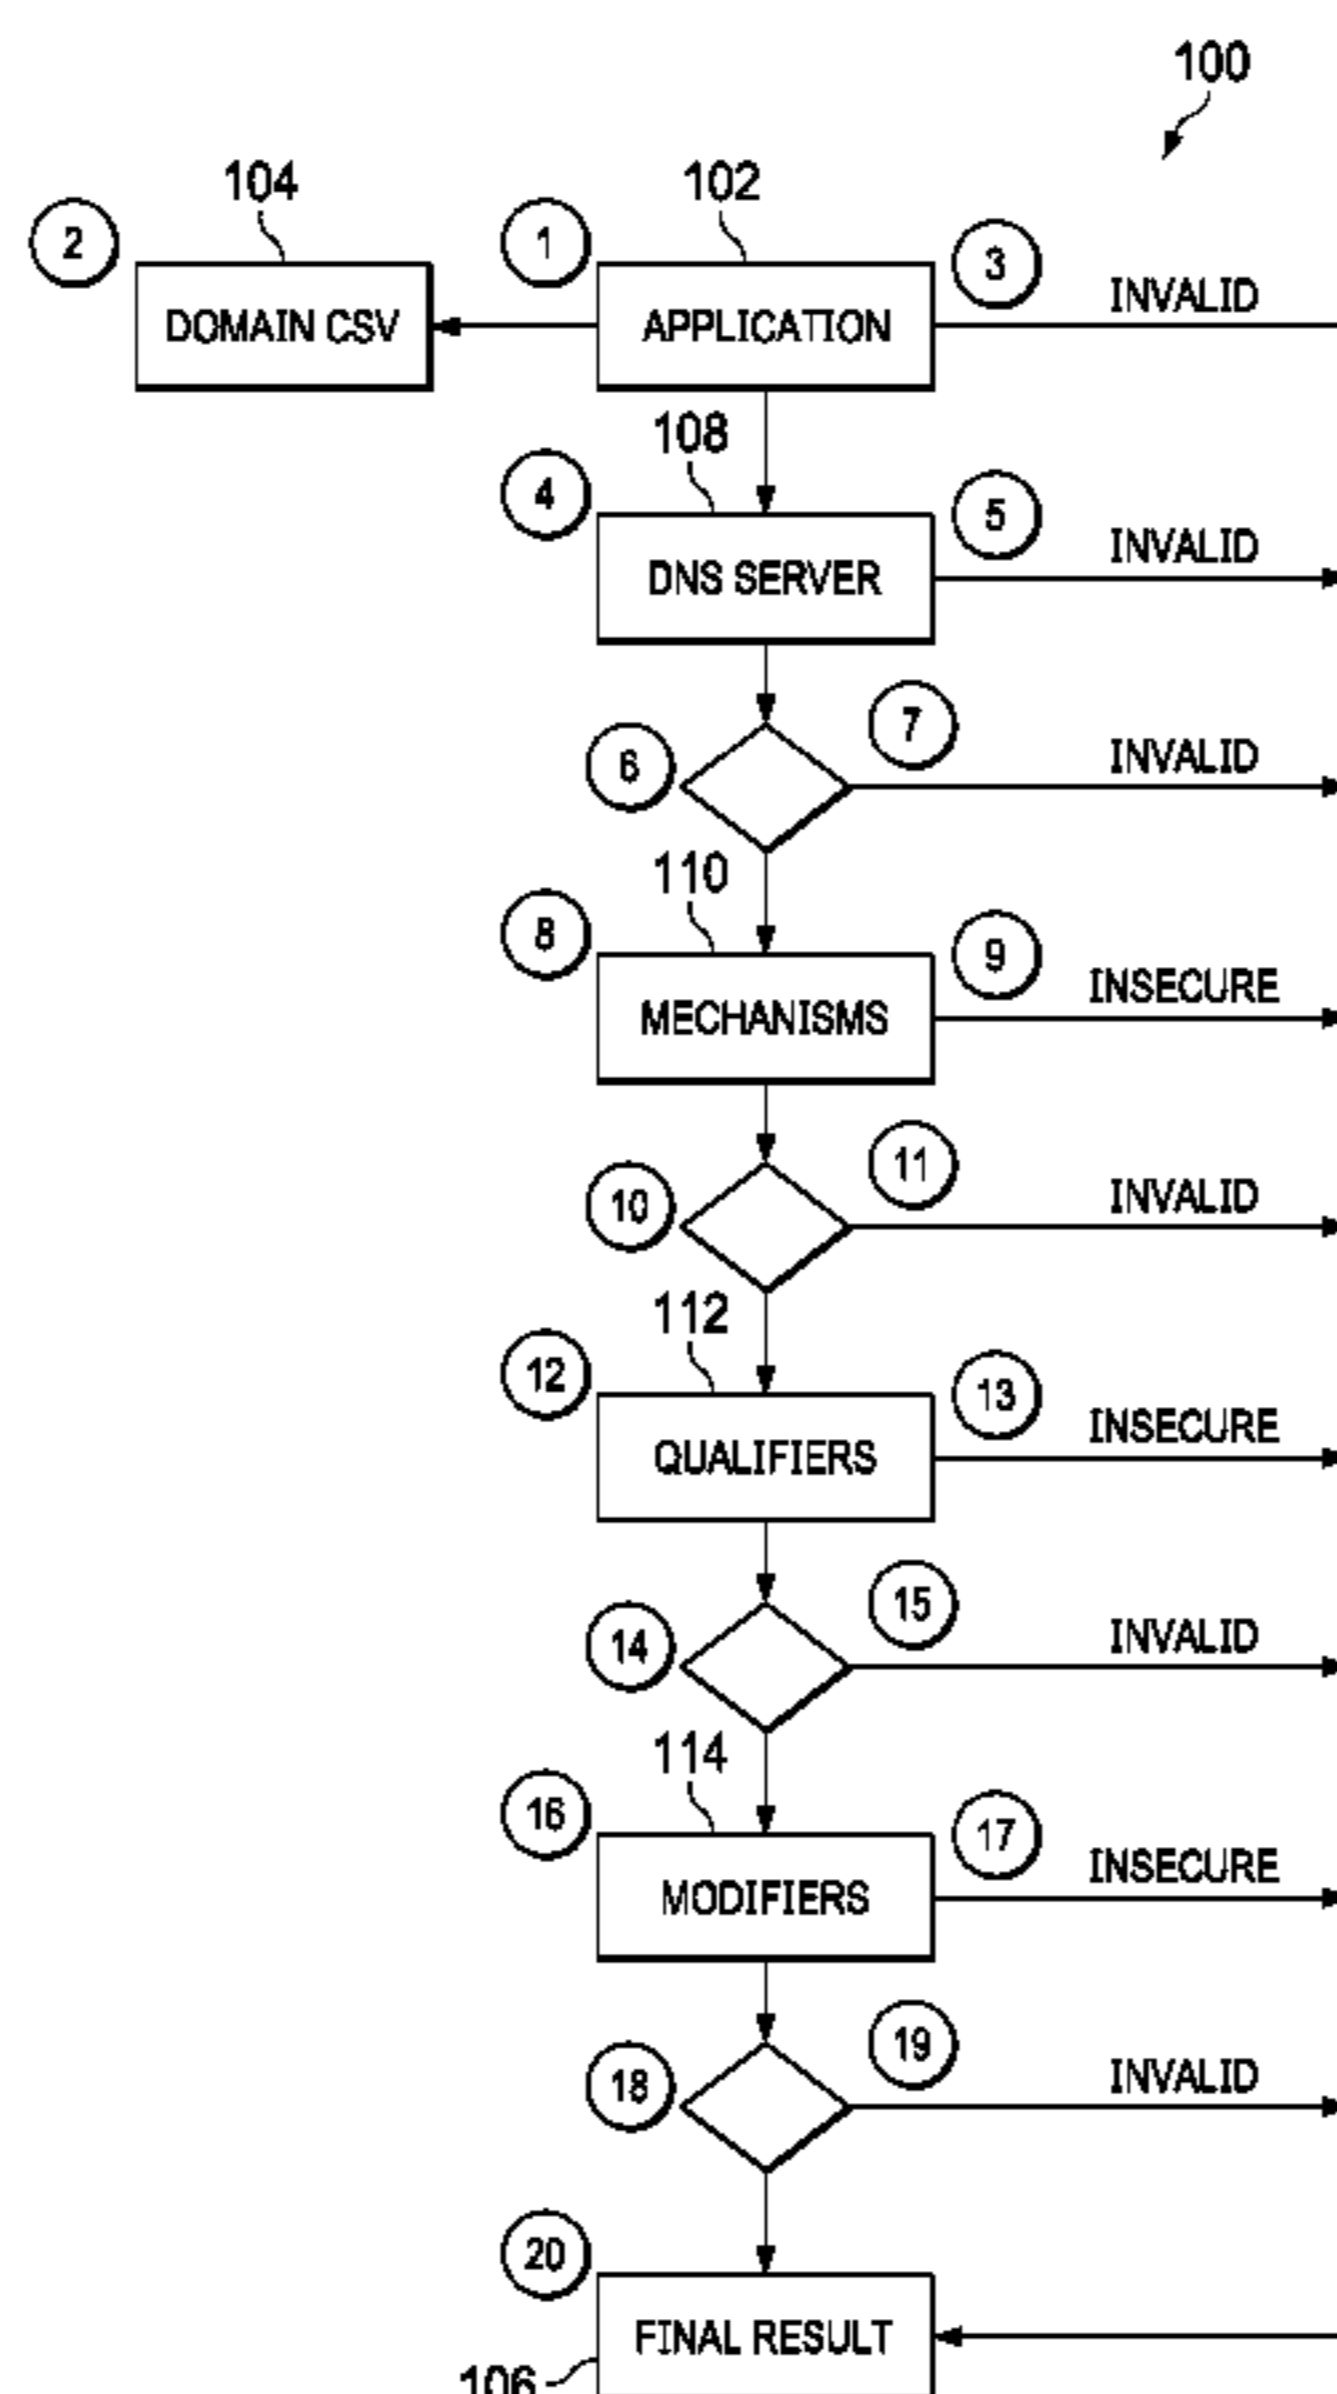 100
104
102
2
1
3
INVALID
DOMAIN CSV
APPLICATION
108
4
5
INVALID
DNS SERVER
6
7
INVALID
110
8
9
INSECURE
MECHANISMS
10
11
INVALID
112
12
13
INSECURE
QUALIFIERS
14
15
INVALID
114
16
17
INSECURE
MODIFIERS
18
19
INVALID
20
FINAL RESULT
106